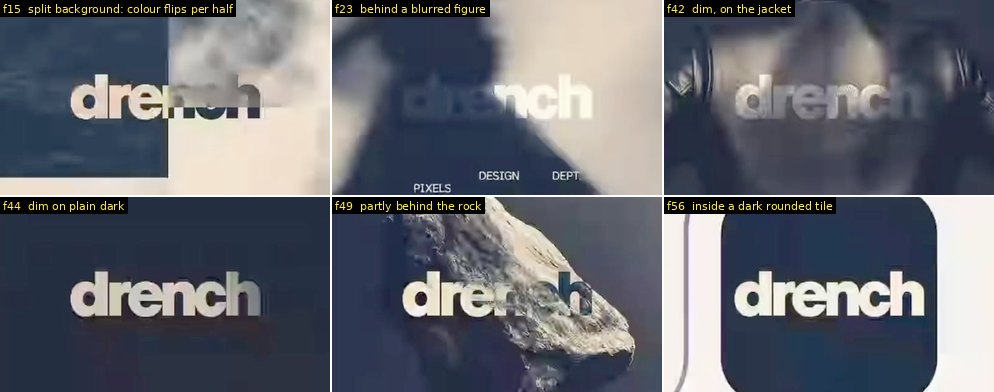 f15 split background: colour flips per half
drench
f23 behind a blurred figure
drench
DESIGN DEPT
PIXELS
f42 dim, on the jacket
drench
f44 dim on plain dark
drench
f49 partly behind the rock
drench
f56 inside a dark rounded tile
drench